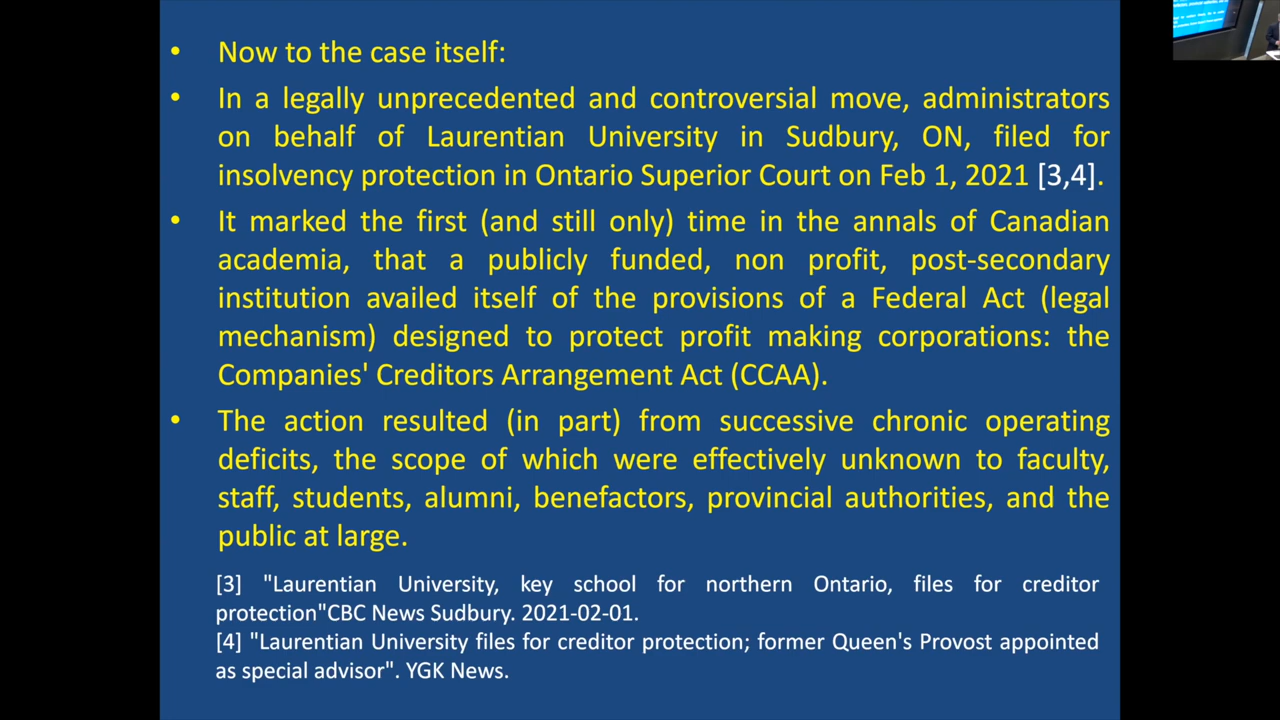 • Now to the case itself:
• In a legally unprecedented and controversial move, administrators
on behalf of Laurentian University in Sudbury, ON, filed for
insolvency protection in Ontario Superior Court on Feb 1, 2021 [3,4].
• It marked the first (and still only) time in the annals of Canadian
academia, that a publicly funded, non profit, post-secondary
institution availed itself of the provisions of a Federal Act (legal
mechanism) designed to protect profit making corporations: the
Companies' Creditors Arrangement Act (CCAA).
• The action resulted (in part) from successive chronic operating
deficits, the scope of which were effectively unknown to faculty,
staff, students, alumni, benefactors, provincial authorities, and the
public at large.
[3] "Laurentian University, key school for northern Ontario, files for creditor
protection"CBC News Sudbury. 2021-02-01.
[4] "Laurentian University files for creditor protection; former Queen's Provost appointed
as special advisor". YGK News.